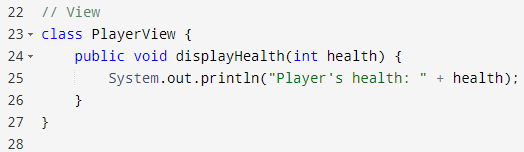 22 // View
23 class PlayerView {
24     public void displayHealth(int health) {
25         System.out.println("Player's health: " + health);
26     }
27 }
28